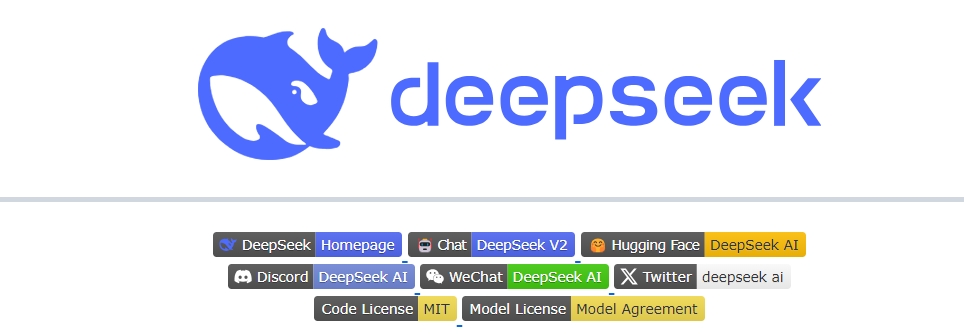 deepseek
DeepSeek Homepage Chat DeepSeek V2 Hugging Face DeepSeek AI
Discord DeepSeek AI WeChat DeepSeek AI Twitter deepseek ai
Code License MIT Model License Model Agreement